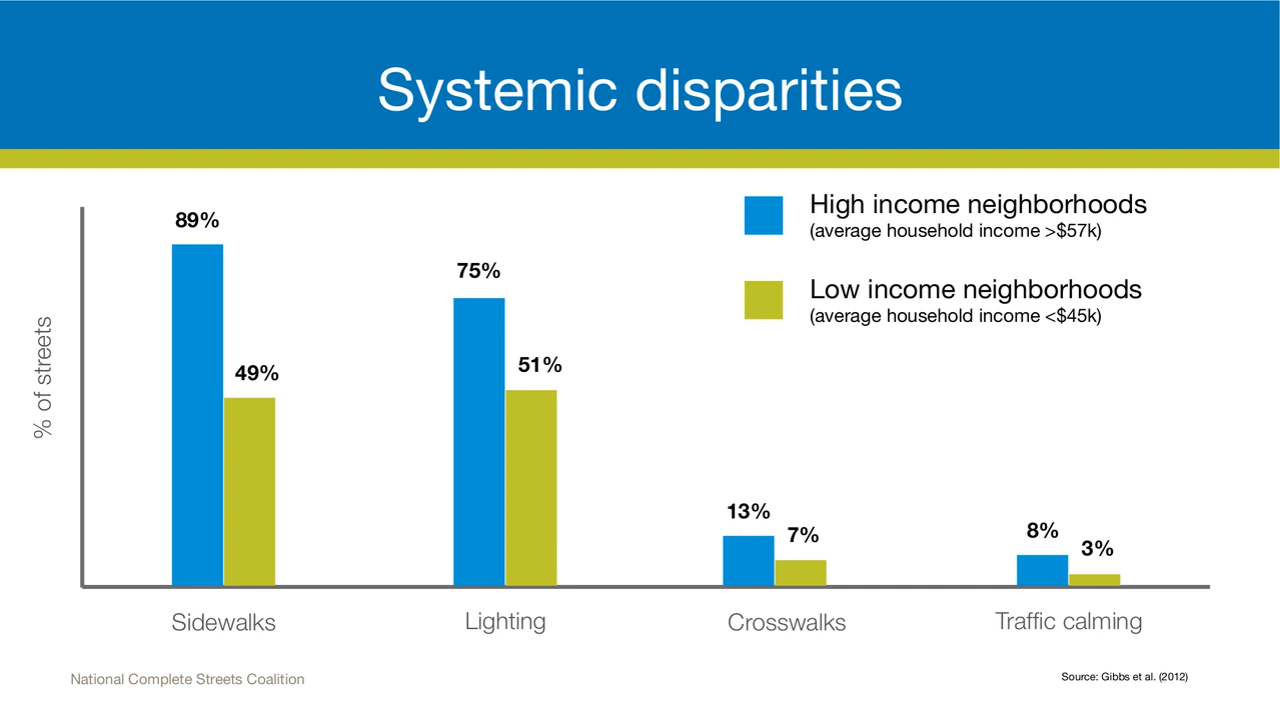 Systemic disparities
High income neighborhoods
(average household income >$57k)
Low income neighborhoods
(average household income <$45k)
% of streets
89%
49%
75%
51%
13%
7%
8%
3%
Sidewalks
Lighting
Crosswalks
Traffic calming
National Complete Streets Coalition
Source: Gibbs et al. (2012)